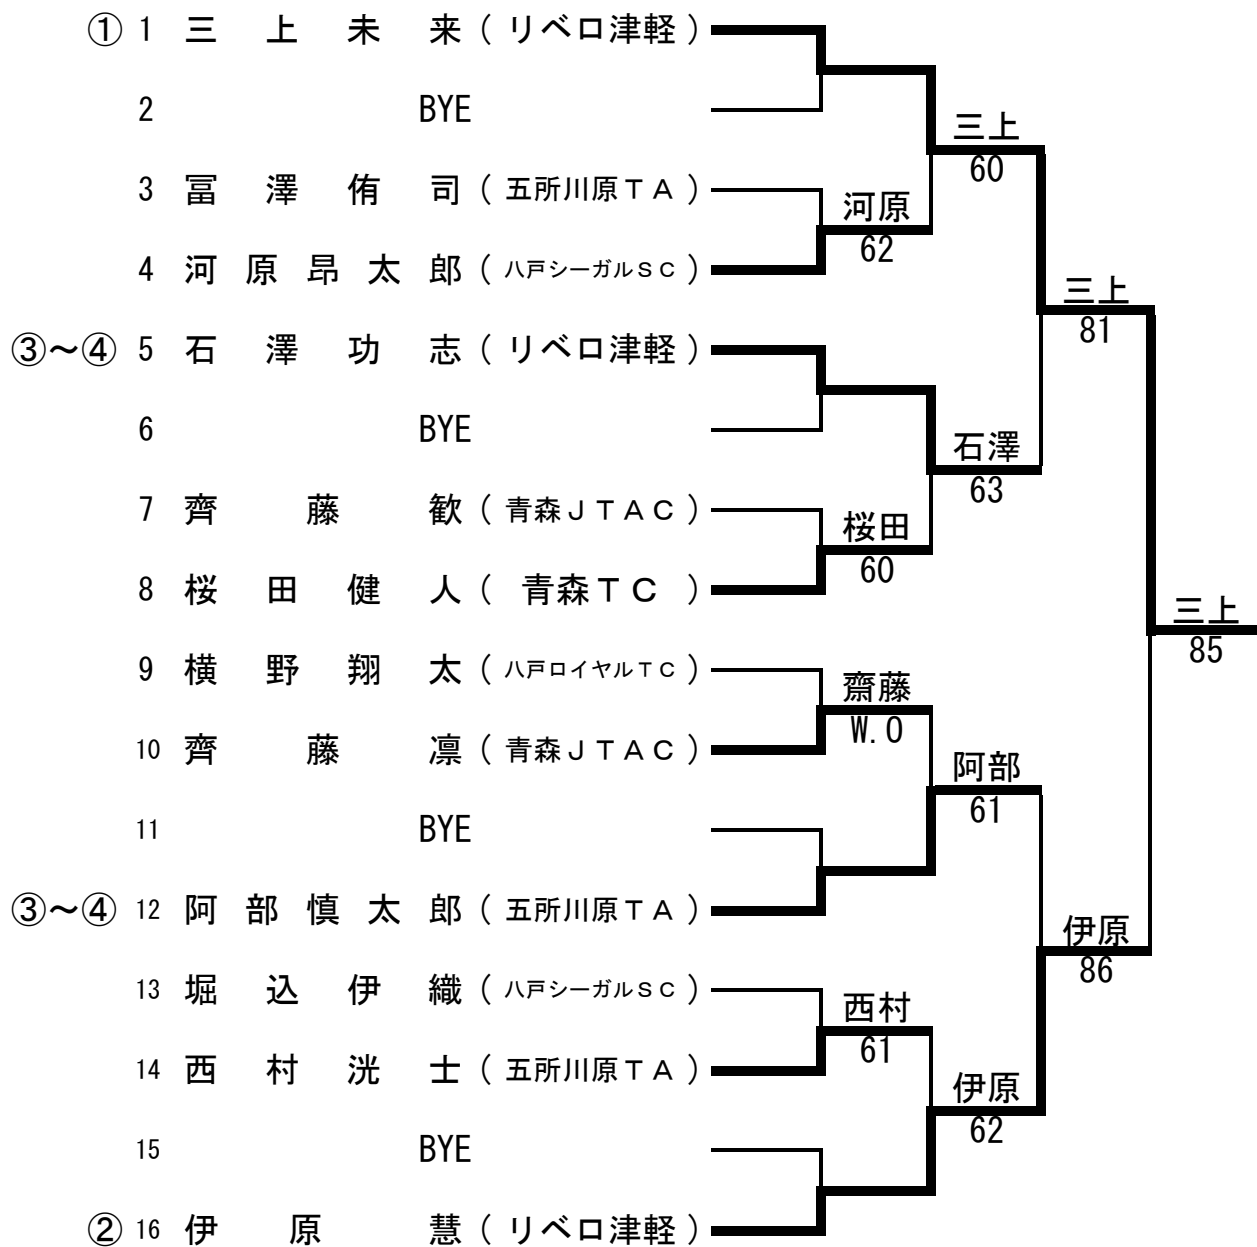 ① 1 三上未来 (リベロ津軽)
2 BYE
三上
60
3 冨澤侑司 (五所川原ＴＡ)
河原
62
4 河原昂太郎 (八戸シーガルＳＣ)
三上
81
③～④ 5 石澤功志 (リベロ津軽)
6 BYE
石澤
63
7 齊藤歓 (青森ＪＴＡＣ)
桜田
60
8 桜田健人 (青森ＴＣ)
三上
85
9 横野翔太 (八戸ロイヤルＴＣ)
齋藤
W.O
10 齊藤凛 (青森ＪＴＡＣ)
阿部
61
11 BYE
③～④ 12 阿部慎太郎 (五所川原ＴＡ)
伊原
86
13 堀込伊織 (八戸シーガルＳＣ)
西村
61
14 西村洸士 (五所川原ＴＡ)
伊原
62
15 BYE
② 16 伊原慧 (リベロ津軽)